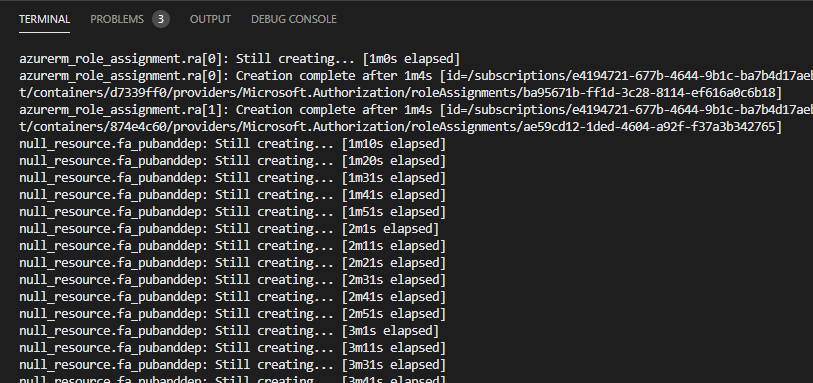 TERMINAL PROBLEMS 3 OUTPUT DEBUG CONSOLE
azurerm_role_assignment.ra[0]: Still creating... [1m0s elapsed]
azurerm_role_assignment.ra[0]: Creation complete after 1m4s [id=/subscriptions/e4194721-677b-4644-9b1c-ba7b4d17ae
t/containers/d7339ff0/providers/Microsoft.Authorization/roleAssignments/ba95671b-ff1d-3c28-8114-ef616a0c6b18]
azurerm_role_assignment.ra[1]: Creation complete after 1m4s [id=/subscriptions/e4194721-677b-4644-9b1c-ba7b4d17ae
t/containers/874e4c60/providers/Microsoft.Authorization/roleAssignments/ae59cd12-1ded-4604-a92f-f37a3b342765]
null_resource.fa_pubanddep: Still creating... [1m10s elapsed]
null_resource.fa_pubanddep: Still creating... [1m20s elapsed]
null_resource.fa_pubanddep: Still creating... [1m31s elapsed]
null_resource.fa_pubanddep: Still creating... [1m41s elapsed]
null_resource.fa_pubanddep: Still creating... [1m51s elapsed]
null_resource.fa_pubanddep: Still creating... [2m1s elapsed]
null_resource.fa_pubanddep: Still creating... [2m11s elapsed]
null_resource.fa_pubanddep: Still creating... [2m21s elapsed]
null_resource.fa_pubanddep: Still creating... [2m31s elapsed]
null_resource.fa_pubanddep: Still creating... [2m41s elapsed]
null_resource.fa_pubanddep: Still creating... [2m51s elapsed]
null_resource.fa_pubanddep: Still creating... [3m1s elapsed]
null_resource.fa_pubanddep: Still creating... [3m11s elapsed]
null_resource.fa_pubanddep: Still creating... [3m31s elapsed]
null_resource.fa_pubanddep: Still creating... [3m41s elapsed]